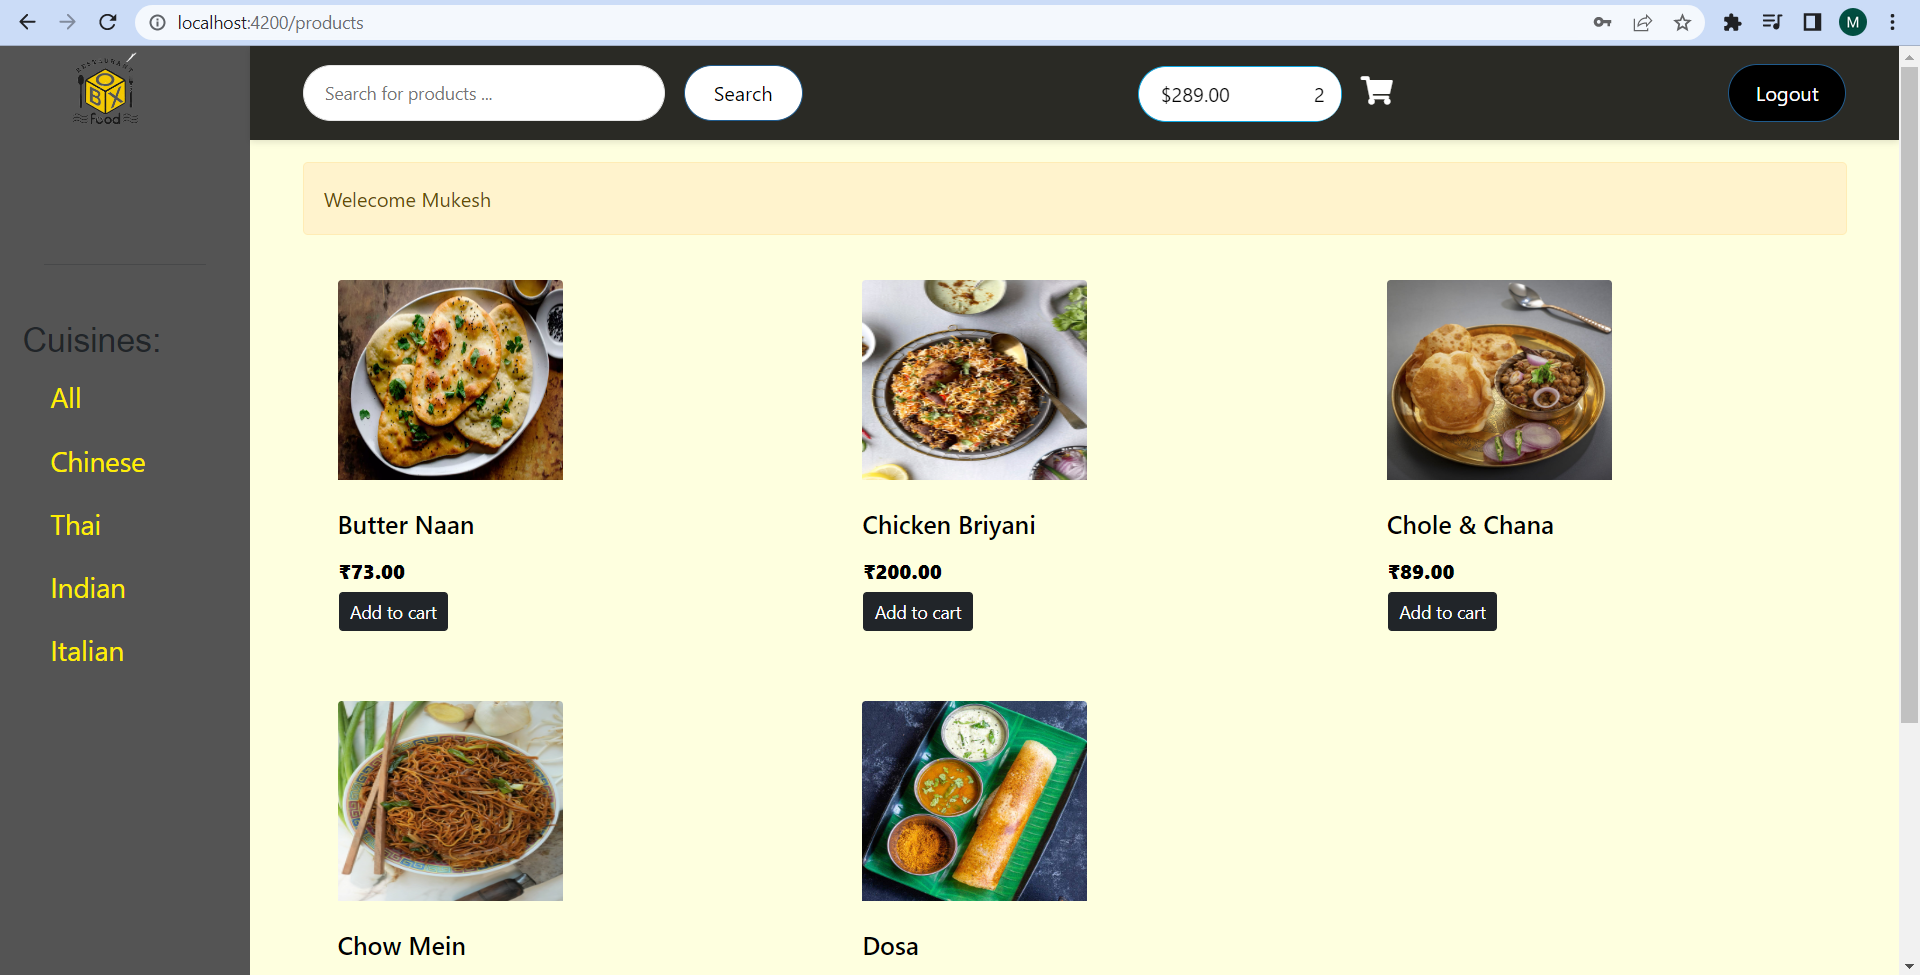 localhost:4200/products
M
RESTAURANT
BOX
Food
Search for products ...
Search
$289.00 2
Logout
Welecome Mukesh
Cuisines:
All
Chinese
Thai
Indian
Italian
Butter Naan
₹73.00
Add to cart
Chicken Briyani
₹200.00
Add to cart
Chole & Chana
₹89.00
Add to cart
Chow Mein
Dosa